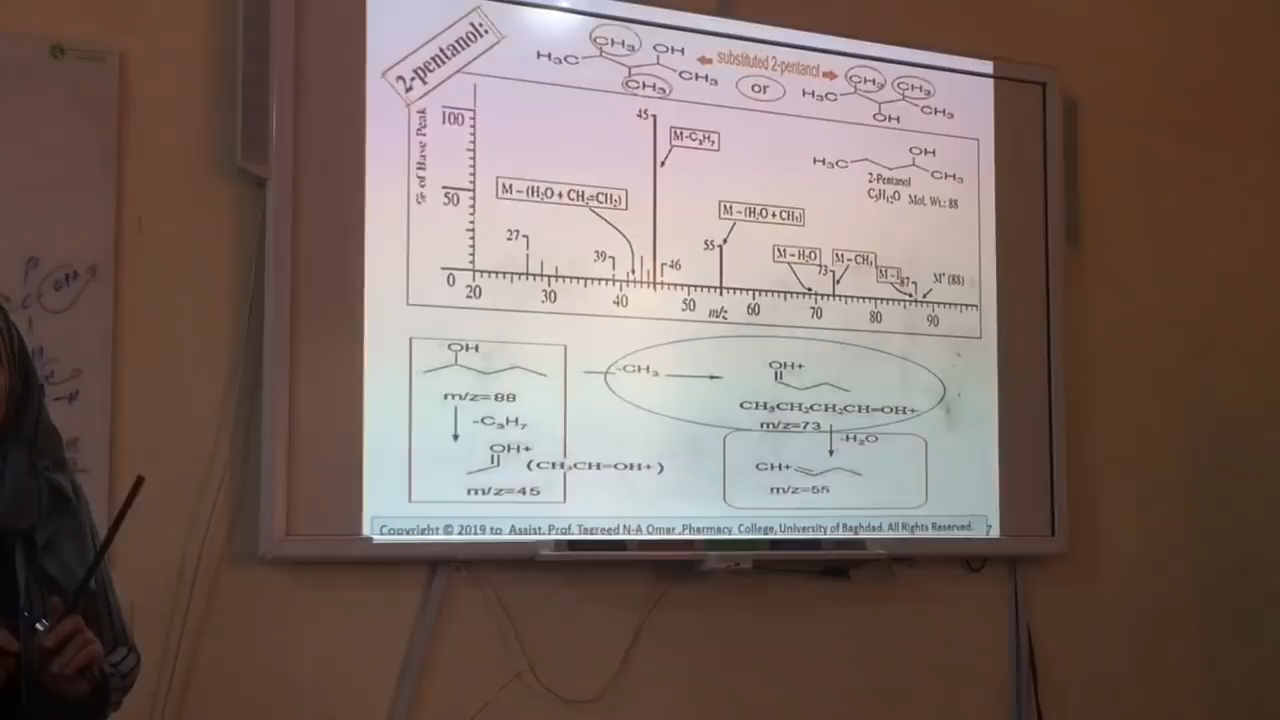 2-pentanol:
CH₃ OH
H₃C
CH₃
CH₃
substituted 2-pentanol
or
CH₃ CH₃
H₃C
CH₃
OH
% of Base Peak
100
50
0
45
M-C₃H₇
M – (H₂O + CH₂=CH₂)
M – (H₂O + CH₃)
27
39
46
55
M – H₂O
73
M – CH₃
M – 1
87
M⁺ (88)
OH
H₃C
CH₃
2-Pentanol
C₅H₁₂O Mol. Wt.: 88
20 30 40 50 m/z 60 70 80 90
OH
m/z=88
-C₃H₇
OH+
(CH₃CH=OH+)
m/z=45
-CH₃
OH+
CH₃CH₂CH₂CH=OH+
m/z=73
-H₂O
CH+
m/z=55
Copyright © 2019 to Assist. Prof. Tagreed N-A Omar ,Pharmacy College, University of Baghdad. All Rights Reserved. 7